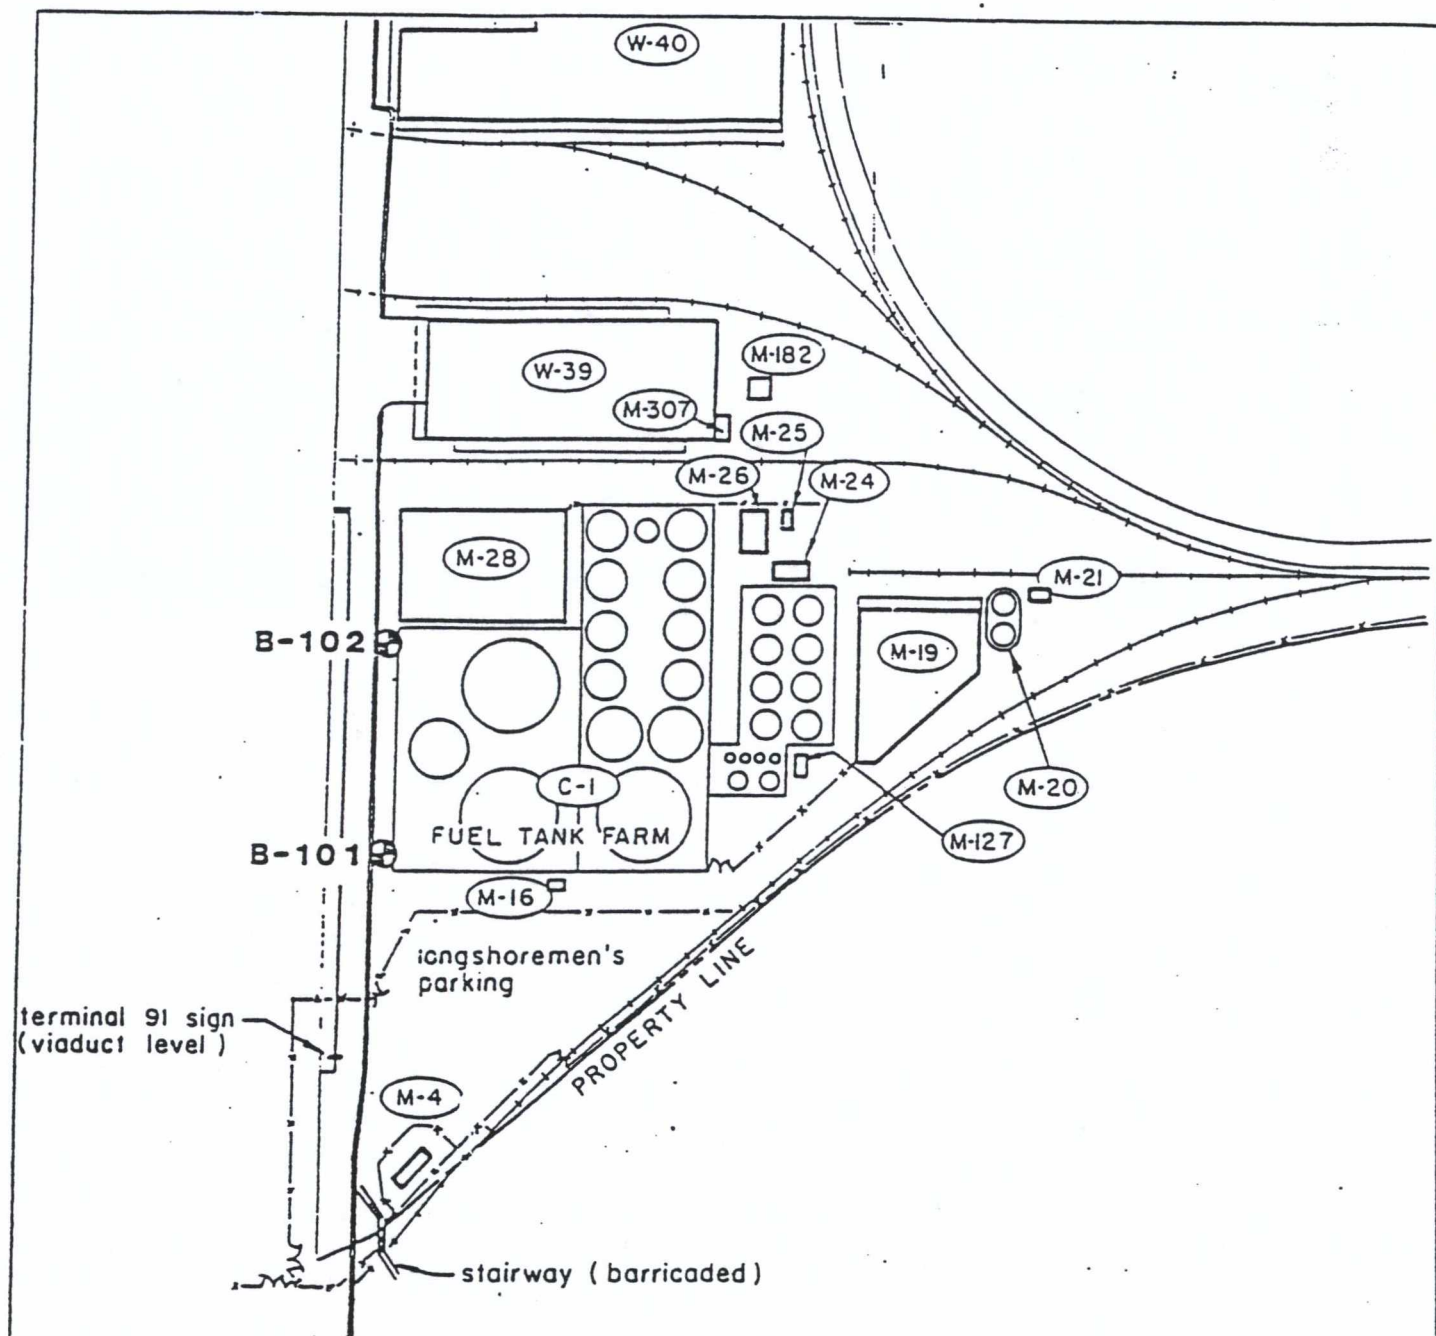 W-40
M-182
W-39
M-307
M-25
M-26
M-24
M-28
M-21
B-102
M-19
C-1
M-20
FUEL TANK FARM
M-127
B-101
M-16
longshoremen's
parking
PROPERTY LINE
terminal 91 sign
(viaduct level)
M-4
stairway (barricaded)